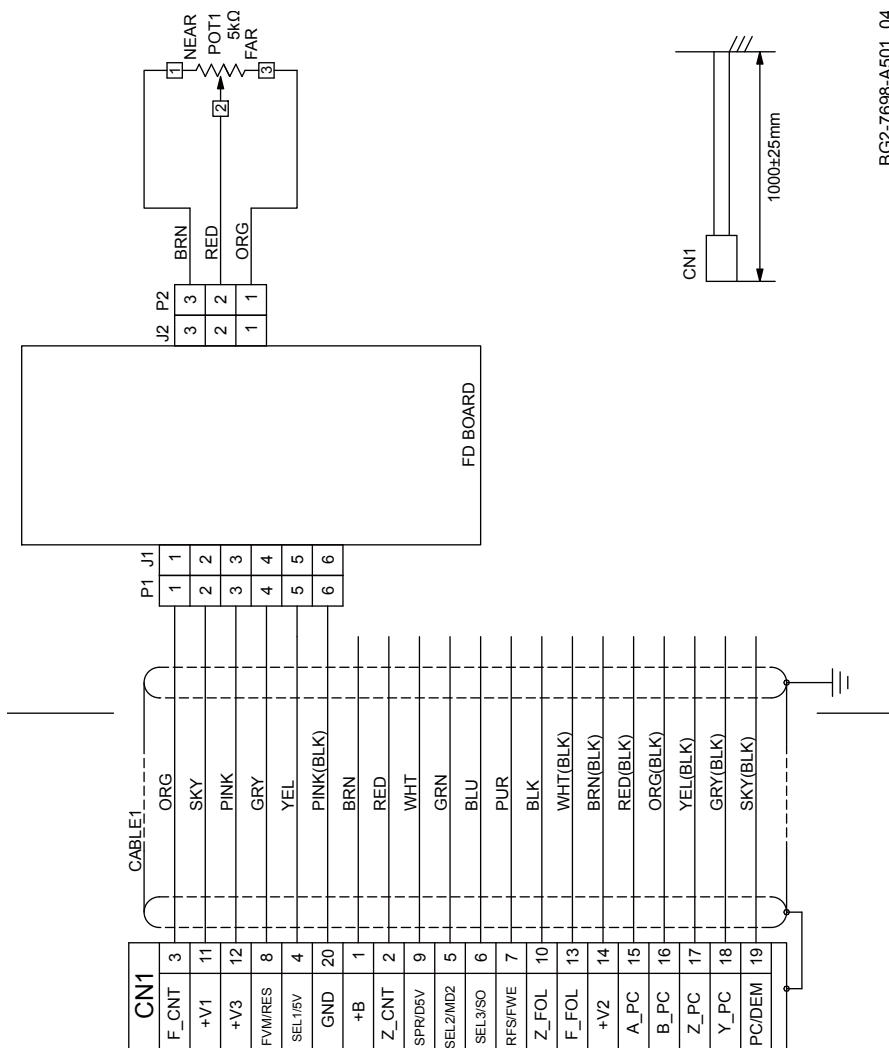 CN1
F_CNT 3
+V1 11
+V3 12
FVM/RES 8
SEL1/5V 4
GND 20
+B 1
Z_CNT 2
SPR/D5V 9
SEL2/MD2 5
SEL3/SO 6
RFS/FWE 7
Z_FOL 10
F_FOL 13
+V2 14
A_PC 15
B_PC 16
Z_PC 17
Y_PC 18
PC/DEM 19
CABLE1
ORG
SKY
PINK
GRY
YEL
PINK(BLK)
BRN
RED
WHT
GRN
BLU
PUR
BLK
WHT(BLK)
BRN(BLK)
RED(BLK)
ORG(BLK)
YEL(BLK)
GRY(BLK)
SKY(BLK)
P1 J1
1 1
2 2
3 3
4 4
5 5
6 6
FD BOARD
J2 P2
3 3
2 2
1 1
BRN
RED
ORG
1
2
3
NEAR
POT1
5kΩ
FAR
CN1
1000±25mm
BG2-7698-A501_04